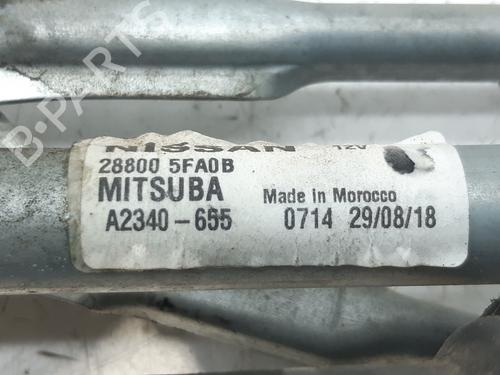 B-PARTS
NISSAN 12V
28800 5FA0B
MITSUBA Made in Morocco
A2340-655 0714 29/08/18